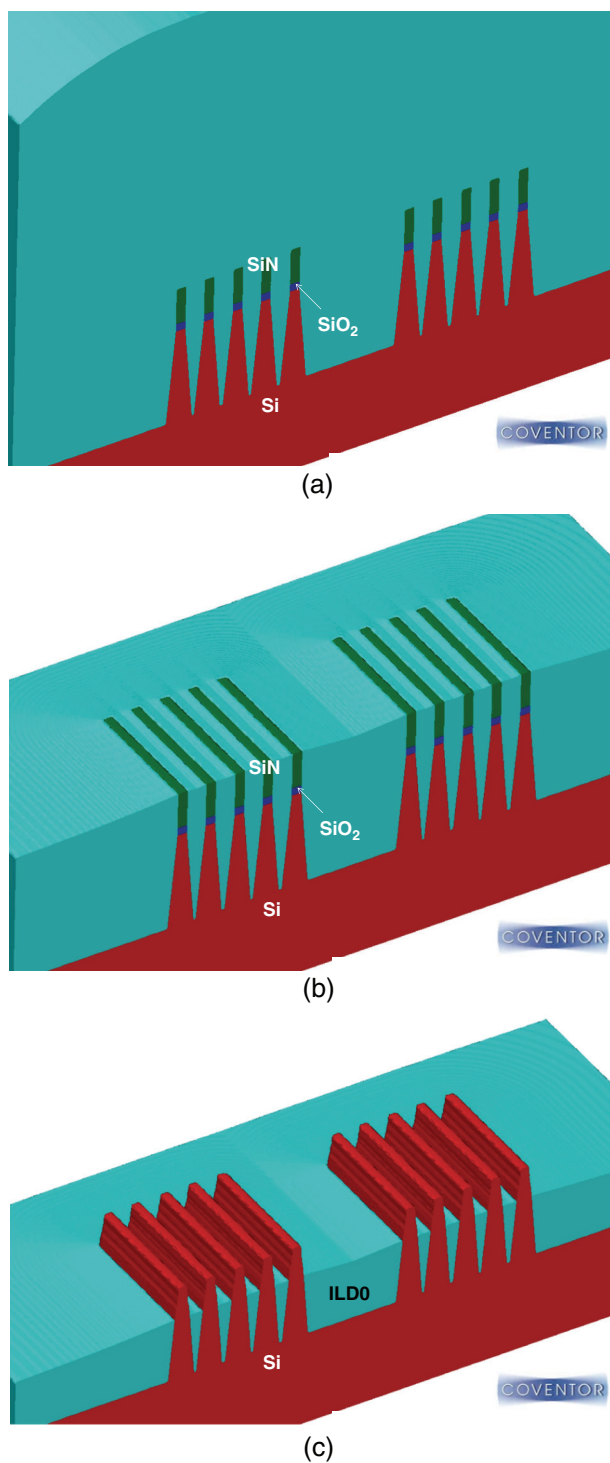 SiN
SiO₂
Si
COVENTOR
(a)
SiN
SiO₂
Si
COVENTOR
(b)
ILD0
Si
COVENTOR
(c)